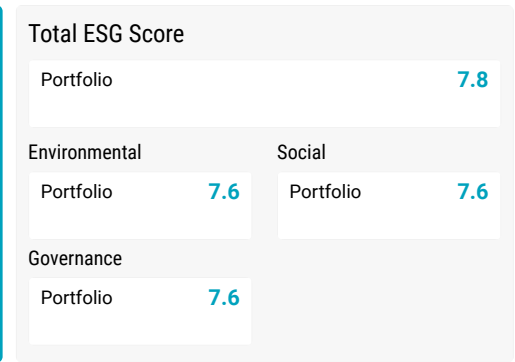 Total ESG Score
Portfolio 7.8
Environmental Social
Portfolio 7.6 Portfolio 7.6
Governance
Portfolio 7.6